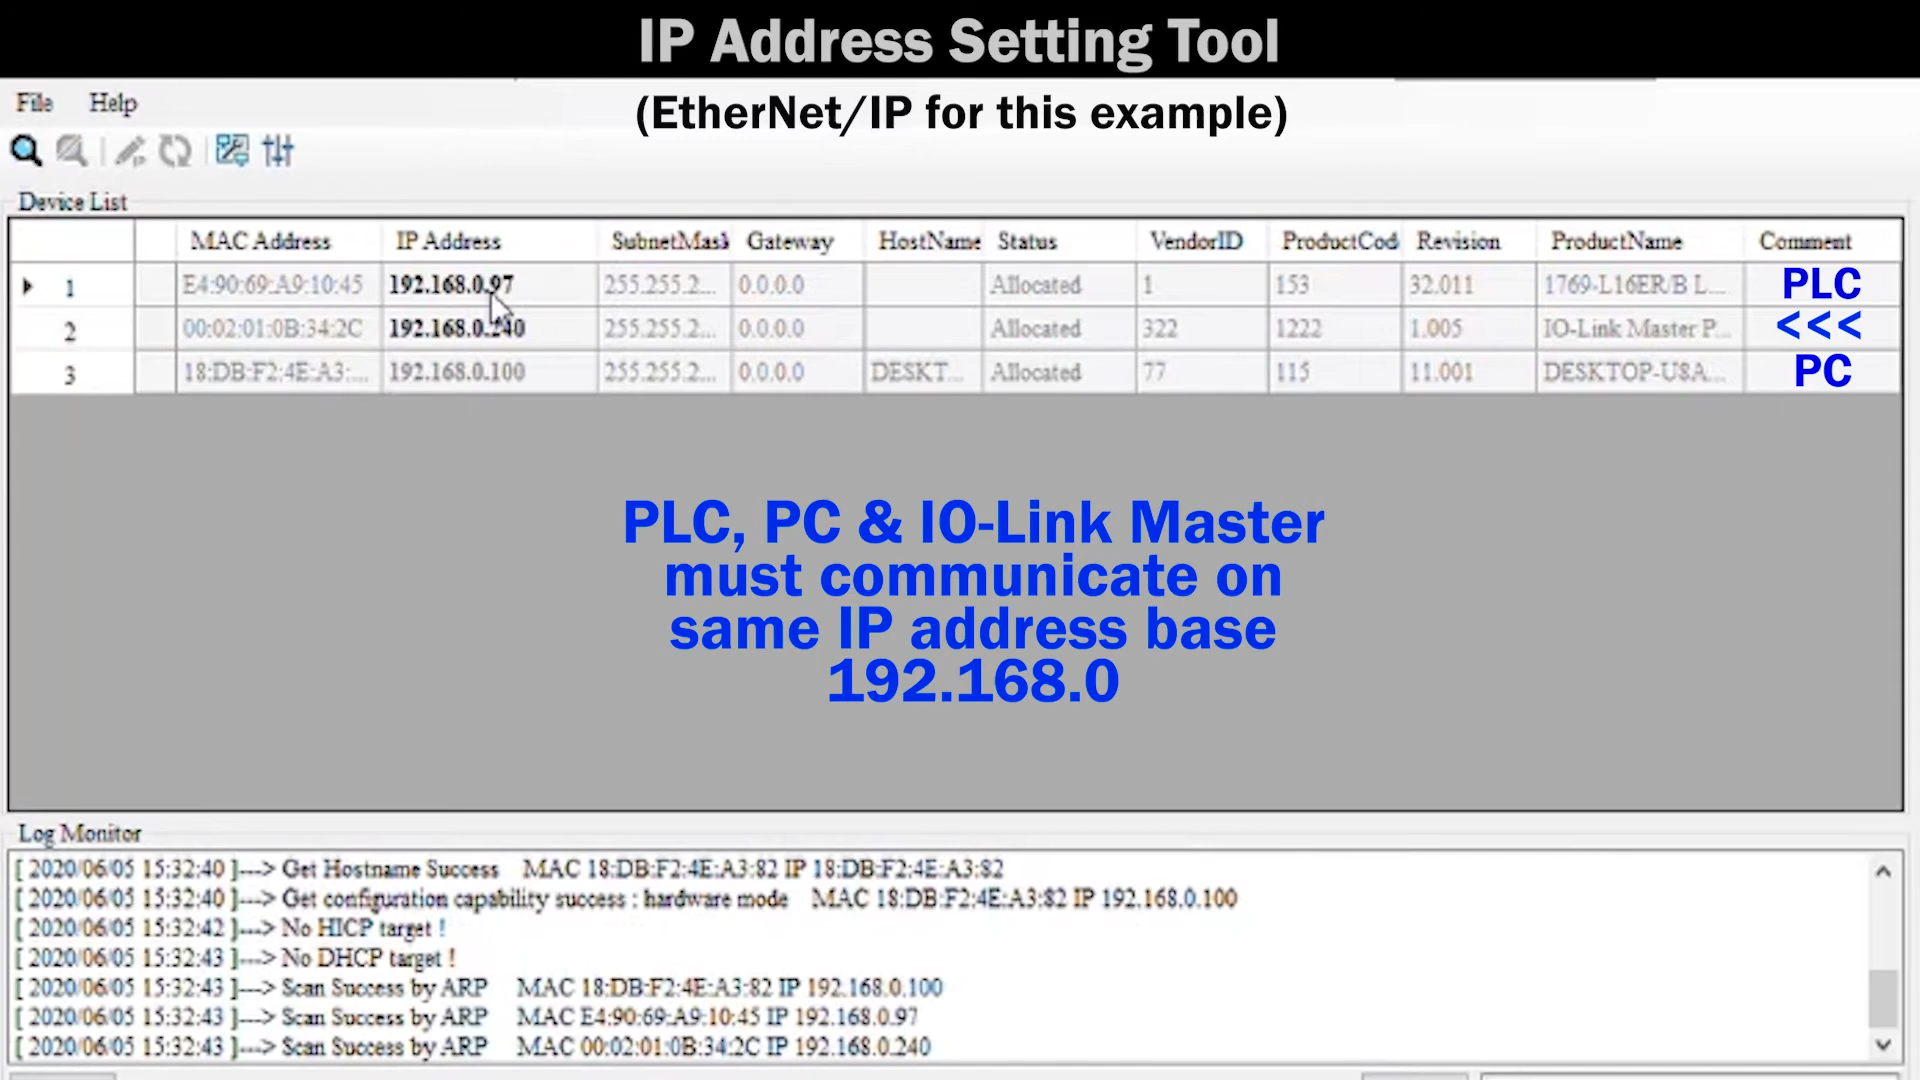 IP Address Setting Tool
(EtherNet/IP for this example)
File Help
Device List
MAC Address IP Address SubnetMask Gateway HostName Status VendorID ProductCod Revision ProductName Comment
1 E4:90:69:A9:10:45 192.168.0.97 255.255.2... 0.0.0.0 Allocated 1 153 32.011 1769-L16ER/B L... PLC
2 00:02:01:0B:34:2C 192.168.0.240 255.255.2... 0.0.0.0 Allocated 322 1222 1.005 IO-Link Master P... <<<
3 18:DB:F2:4E:A3:... 192.168.0.100 255.255.2... 0.0.0.0 DESKT... Allocated 77 115 11.001 DESKTOP-U8A... PC
PLC, PC & IO-Link Master
must communicate on
same IP address base
192.168.0
Log Monitor
[ 2020/06/05 15:32:40 ]---> Get Hostname Success MAC 18:DB:F2:4E:A3:82 IP 18:DB:F2:4E:A3:82
[ 2020/06/05 15:32:40 ]---> Get configuration capability success : hardware mode MAC 18:DB:F2:4E:A3:82 IP 192.168.0.100
[ 2020/06/05 15:32:42 ]---> No HICP target !
[ 2020/06/05 15:32:43 ]---> No DHCP target !
[ 2020/06/05 15:32:43 ]---> Scan Success by ARP MAC 18:DB:F2:4E:A3:82 IP 192.168.0.100
[ 2020/06/05 15:32:43 ]---> Scan Success by ARP MAC E4:90:69:A9:10:45 IP 192.168.0.97
[ 2020/06/05 15:32:43 ]---> Scan Success by ARP MAC 00:02:01:0B:34:2C IP 192.168.0.240